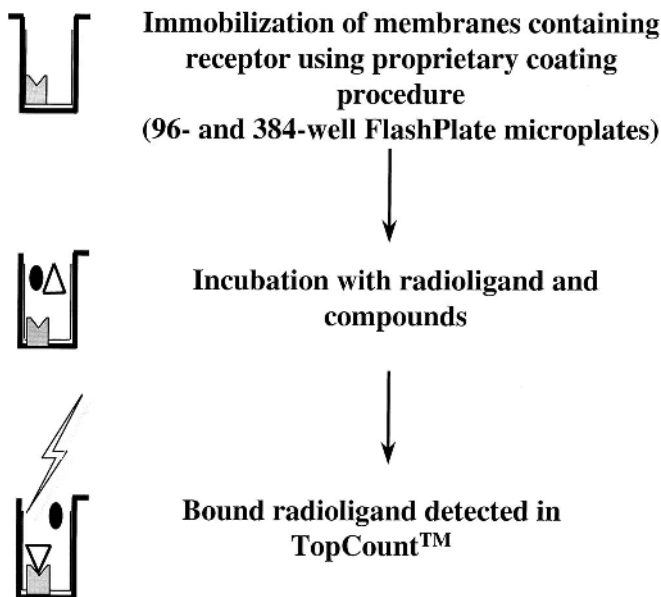 Immobilization of membranes containing
receptor using proprietary coating
procedure
(96- and 384-well FlashPlate microplates)
Incubation with radioligand and
compounds
Bound radioligand detected in
TopCount™